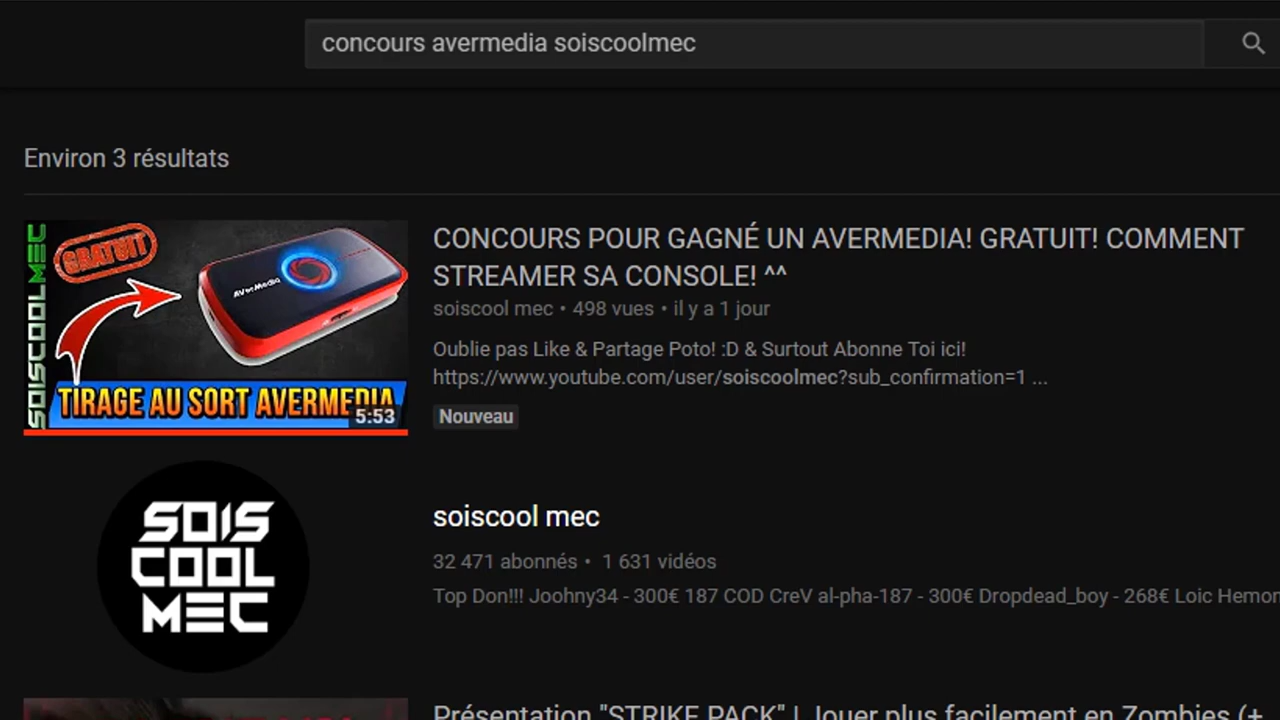 concours avermedia soiscoolmec
Environ 3 résultats
SOISCOOLMEC
GRATUIT
AVerMedia
TIRAGE AU SORT AVERMEDIA
5:53
CONCOURS POUR GAGNÉ UN AVERMEDIA! GRATUIT! COMMENT
STREAMER SA CONSOLE! ^^
soiscool mec • 498 vues • il y a 1 jour
Oublie pas Like & Partage Poto! :D & Surtout Abonne Toi ici!
https://www.youtube.com/user/soiscoolmec?sub_confirmation=1 ...
Nouveau
SOIS
COOL
MEC
soiscool mec
32 471 abonnés • 1 631 vidéos
Top Don!!! Joohny34 - 300€ 187 COD CreV al-pha-187 - 300€ Dropdead_boy - 268€ Loic Hemon
Présentation "STRIKE PACK" | Jouer plus facilement en Zombies (+